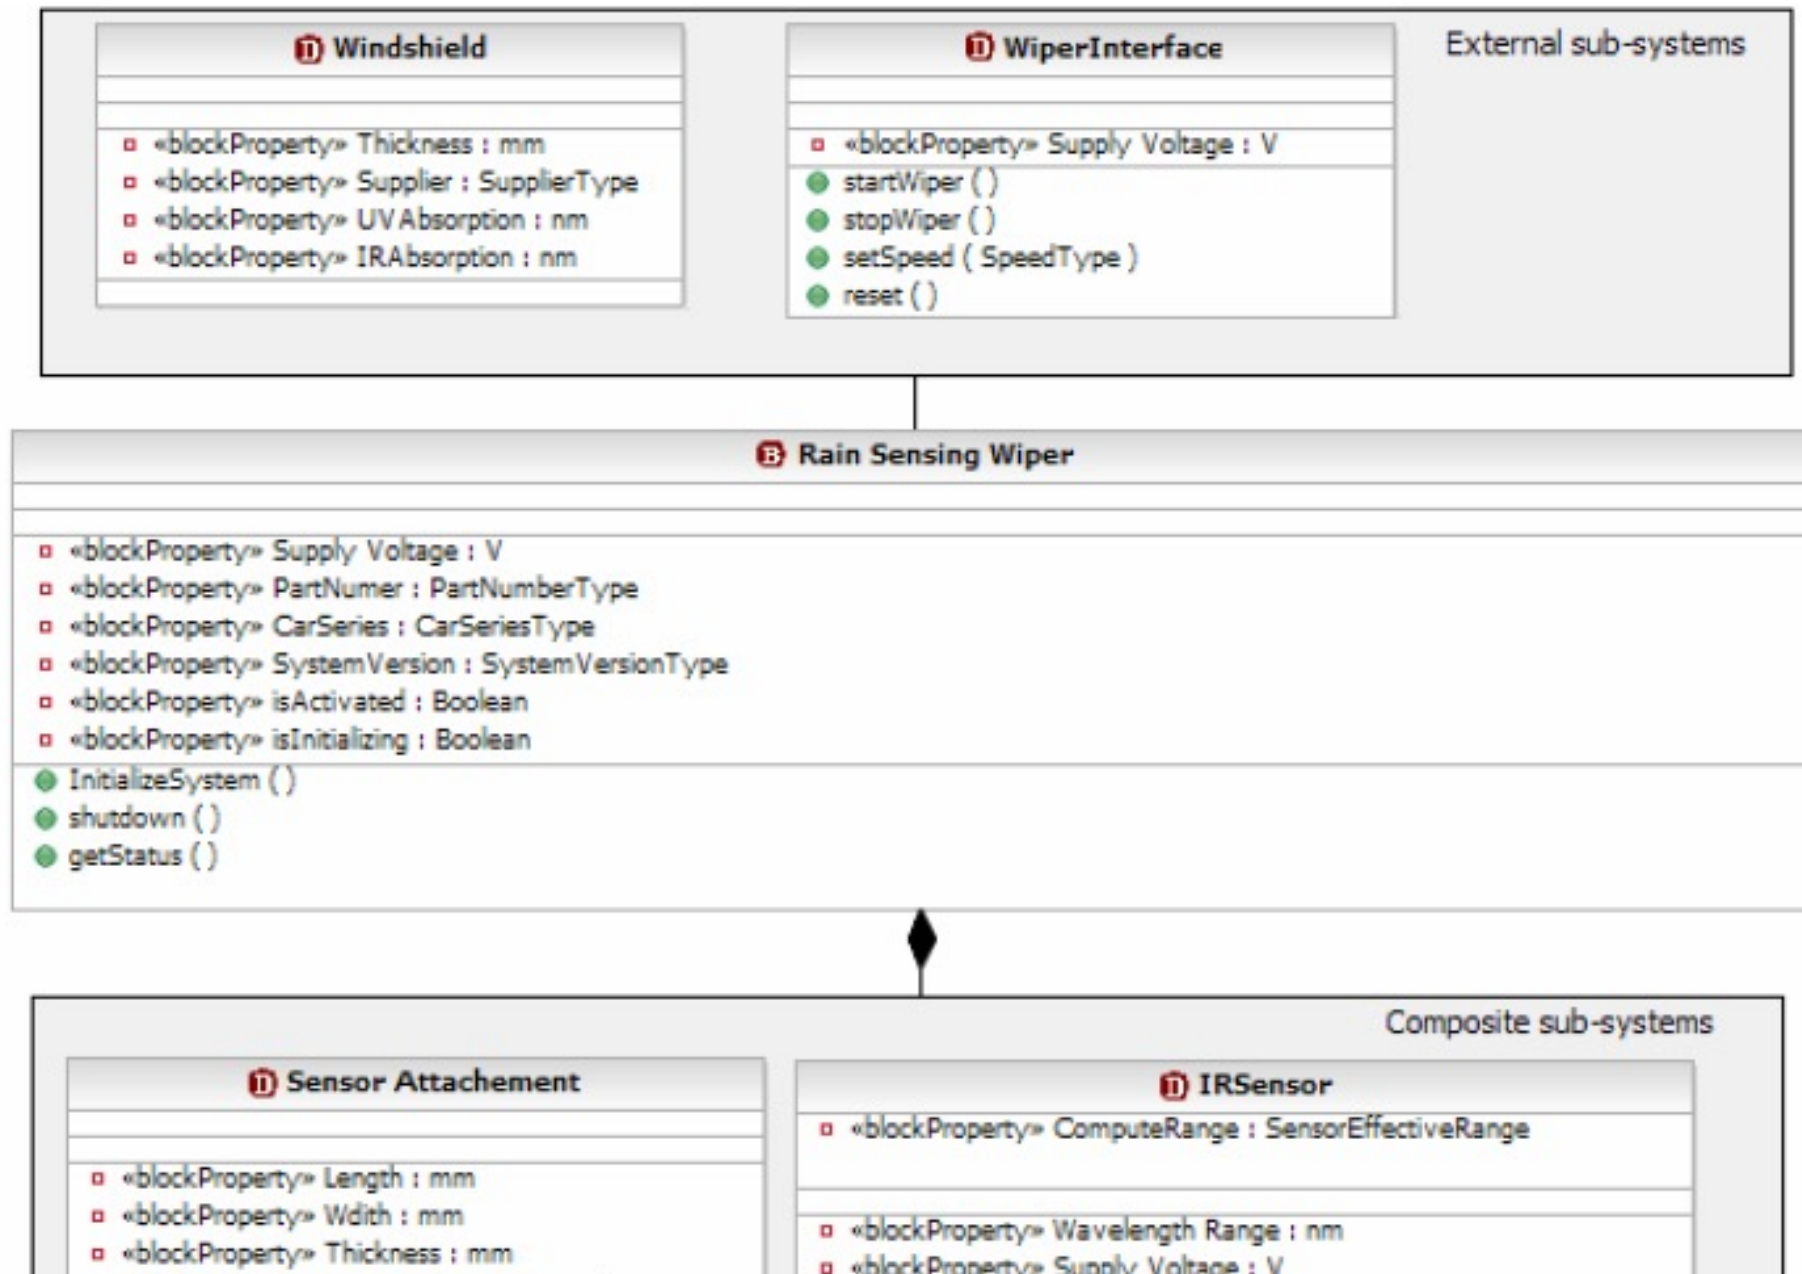 Windshield
«blockProperty» Thickness : mm
«blockProperty» Supplier : SupplierType
«blockProperty» UVAbsorption : nm
«blockProperty» IRAbsorption : nm
WiperInterface
«blockProperty» Supply Voltage : V
startWiper ( )
stopWiper ( )
setSpeed ( SpeedType )
reset ( )
External sub-systems
Rain Sensing Wiper
«blockProperty» Supply Voltage : V
«blockProperty» PartNumer : PartNumberType
«blockProperty» CarSeries : CarSeriesType
«blockProperty» SystemVersion : SystemVersionType
«blockProperty» isActivated : Boolean
«blockProperty» isInitializing : Boolean
InitializeSystem ( )
shutdown ( )
getStatus ( )
Composite sub-systems
Sensor Attachement
«blockProperty» Length : mm
«blockProperty» Wdith : mm
«blockProperty» Thickness : mm
IRSensor
«blockProperty» ComputeRange : SensorEffectiveRange
«blockProperty» Wavelength Range : nm
«blockProperty» Supply Voltage : V